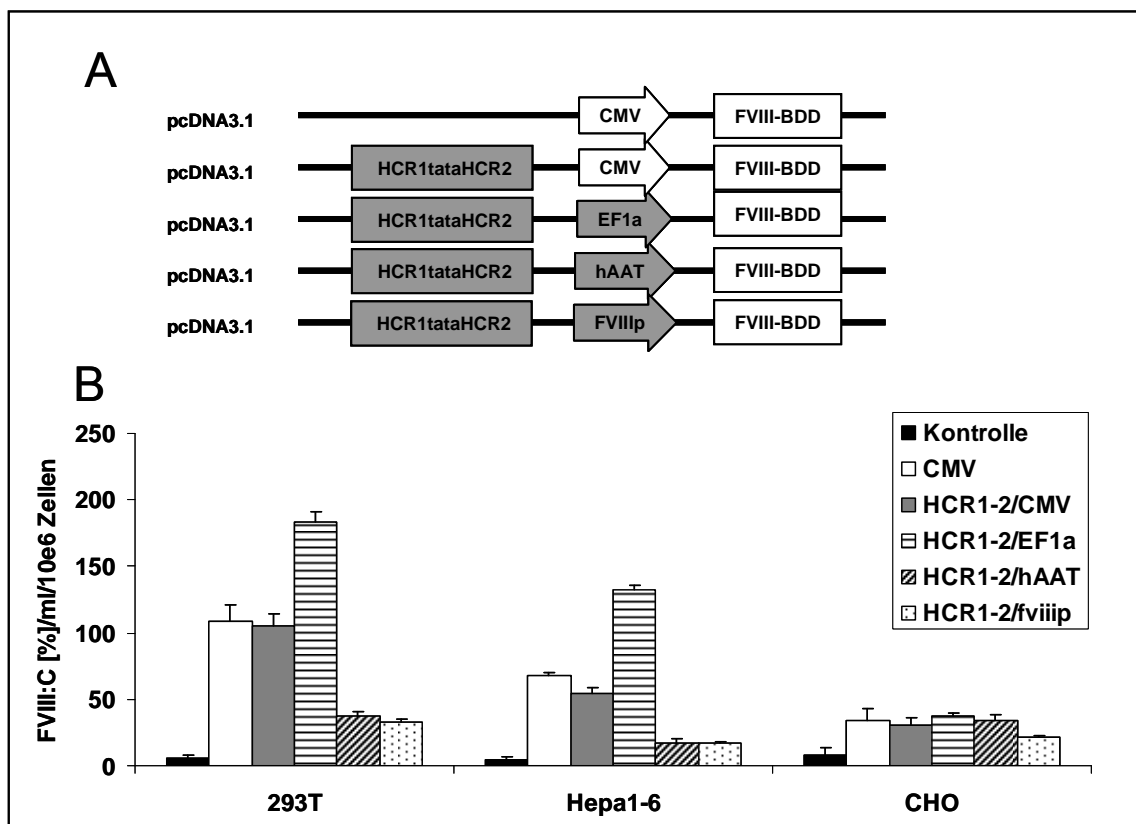 A
pcDNA3.1 CMV FVIII-BDD
pcDNA3.1 HCR1tataHCR2 CMV FVIII-BDD
pcDNA3.1 HCR1tataHCR2 EF1a FVIII-BDD
pcDNA3.1 HCR1tataHCR2 hAAT FVIII-BDD
pcDNA3.1 HCR1tataHCR2 FVIIIp FVIII-BDD
B
FVIII:C [%]/ml/10e6 Zellen
250
200
150
100
50
0
293T Hepa1-6 CHO
Kontrolle
CMV
HCR1-2/CMV
HCR1-2/EF1a
HCR1-2/hAAT
HCR1-2/fviiip